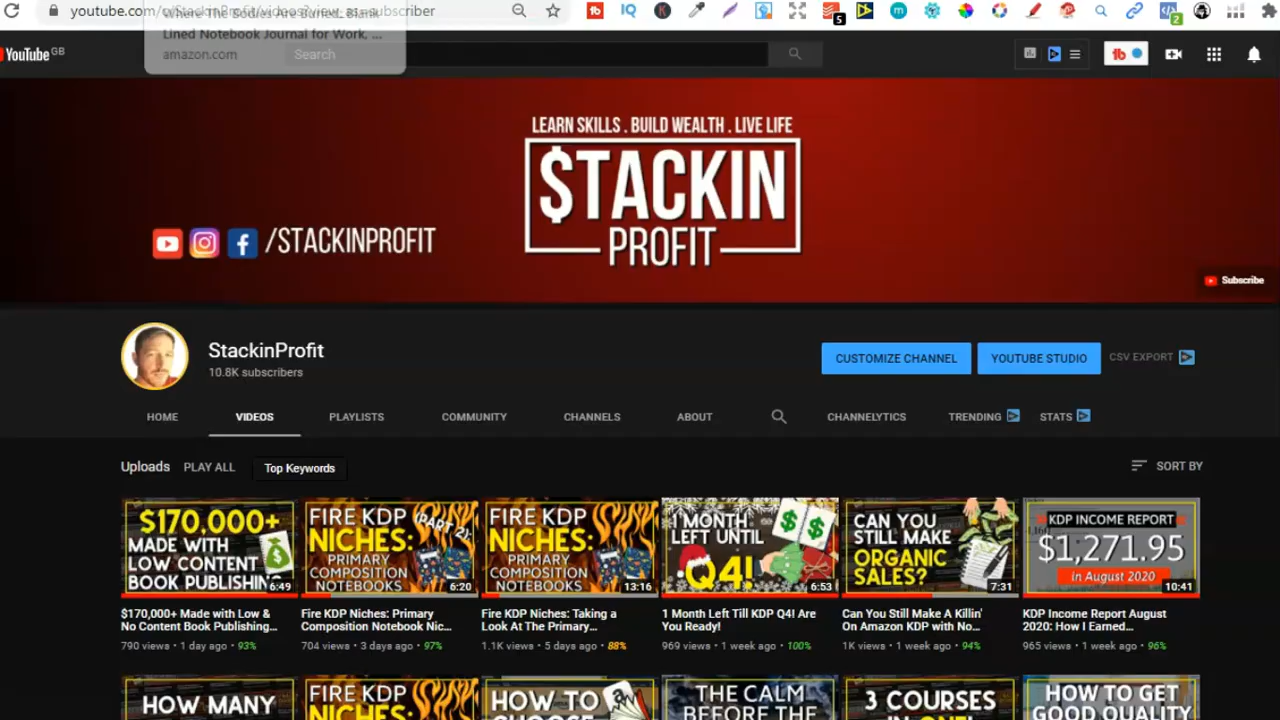 youtube.com/
/StackinProfit/videos?view_as=subscriber
Where The Bodies Are Buried: Blank
Lined Notebook Journal for Work, ...
amazon.com
YouTube GB
Search
5
2
LEARN SKILLS . BUILD WEALTH . LIVE LIFE
$TACKIN
PROFIT
/STACKINPROFIT
Subscribe
StackinProfit
10.8K subscribers
CUSTOMIZE CHANNEL
YOUTUBE STUDIO
CSV EXPORT
HOME
VIDEOS
PLAYLISTS
COMMUNITY
CHANNELS
ABOUT
CHANNELYTICS
TRENDING
STATS
Uploads
PLAY ALL
Top Keywords
SORT BY
$170,000+
MADE WITH
LOW CONTENT
BOOK PUBLISHING
6:49
FIRE KDP
NICHES:
(PART 2):
PRIMARY
COMPOSITION
NOTEBOOKS
6:20
FIRE KDP
NICHES:
PRIMARY
COMPOSITION
NOTEBOOKS
13:16
1 MONTH
LEFT UNTIL
Q4!
6:53
CAN YOU
STILL MAKE
ORGANIC
SALES?
7:31
KDP INCOME REPORT
$1,271.95
in August 2020
10:41
$170,000+ Made with Low &
No Content Book Publishing...
790 views • 1 day ago • 93%
Fire KDP Niches: Primary
Composition Notebook Nic...
704 views • 3 days ago • 97%
Fire KDP Niches: Taking a
Look At The Primary...
1.1K views • 5 days ago • 88%
1 Month Left Till KDP Q4! Are
You Ready!
969 views • 1 week ago • 100%
Can You Still Make A Killin'
On Amazon KDP with No...
1K views • 1 week ago • 94%
KDP Income Report August
2020: How I Earned...
965 views • 1 week ago • 96%
HOW MANY
FIRE KDP
NICHES
HOW TO
CHOOSE
THE CALM
BEFORE THE
3 COURSES
IN ONE!
HOW TO GET
GOOD QUALITY